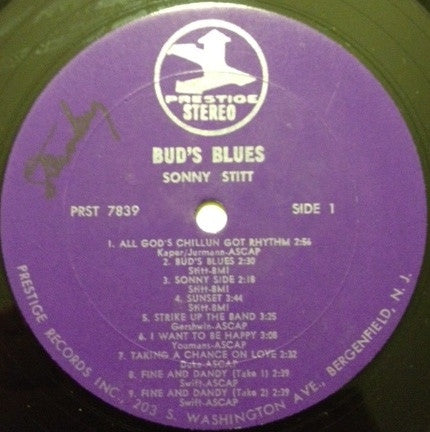 PRESTIGE
STEREO
BUD'S BLUES
SONNY STITT
PRST 7839 SIDE 1
1. ALL GOD'S CHILLUN GOT RHYTHM 2:56
Kaper/Jurmann-ASCAP
2. BUD'S BLUES 2:30
Stitt-BMI
3. SONNY SIDE 2:18
Stitt-BMI
4. SUNSET 3:44
Stitt-BMI
5. STRIKE UP THE BAND 3:25
Gershwin-ASCAP
6. I WANT TO BE HAPPY 3:08
Youmans-ASCAP
7. TAKING A CHANCE ON LOVE 2:32
Duke-ASCAP
8. FINE AND DANDY (Take 1) 2:39
Swift-ASCAP
9. FINE AND DANDY (Take 2) 2:39
Swift-ASCAP
PRESTIGE RECORDS INC., 203 S. WASHINGTON AVE., BERGENFIELD, N. J.